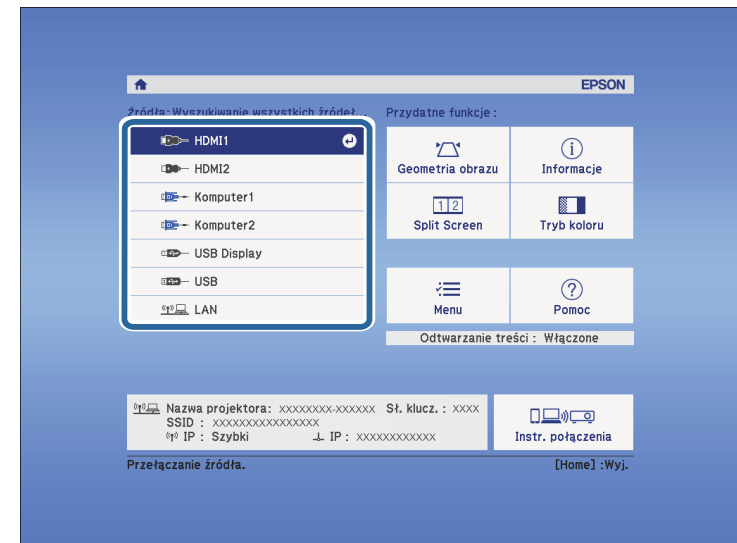 EPSON
Źródła: Wyszukiwanie wszystkich źródeł...
HDMI1
HDMI2
Komputer1
Komputer2
USB Display
USB
LAN
Przydatne funkcje :
Geometria obrazu
Informacje
1 2
Split Screen
Tryb koloru
Menu
Pomoc
Odtwarzanie treści : Włączone
Nazwa projektora: XXXXXXXX-XXXXXX Sł. klucz. : XXXX
SSID : XXXXXXXXXXXXXXXX
IP : Szybki IP : XXXXXXXXXXXX
Instr. połączenia
Przełączanie źródła.
[Home] :Wyj.